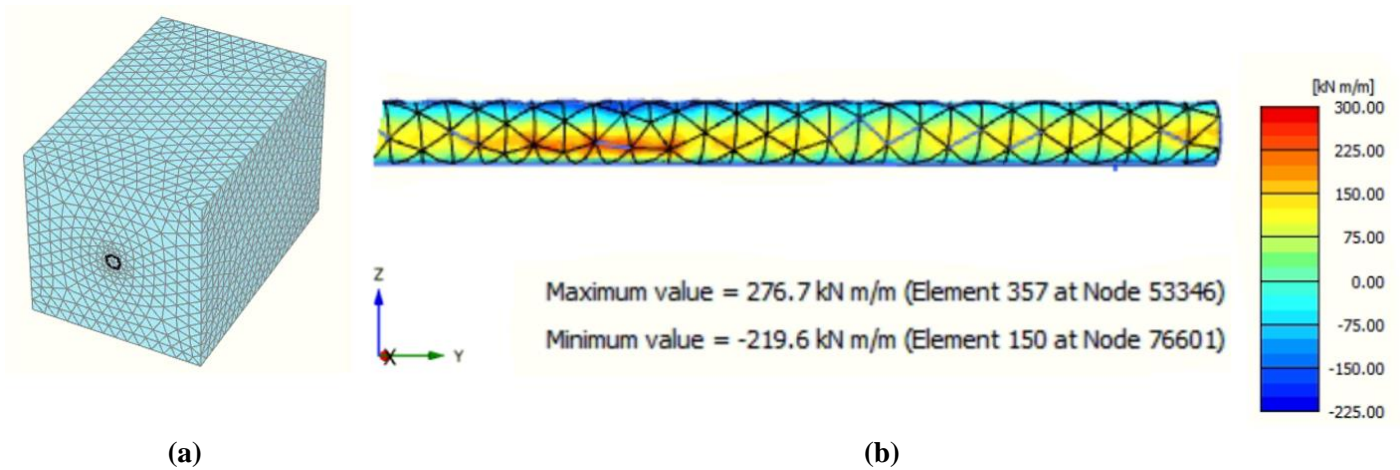 [kN m/m]
300.00
225.00
150.00
75.00
0.00
-75.00
-150.00
-225.00
Z
X
Y
Maximum value = 276.7 kN m/m (Element 357 at Node 53346)
Minimum value = -219.6 kN m/m (Element 150 at Node 76601)
(a)
(b)